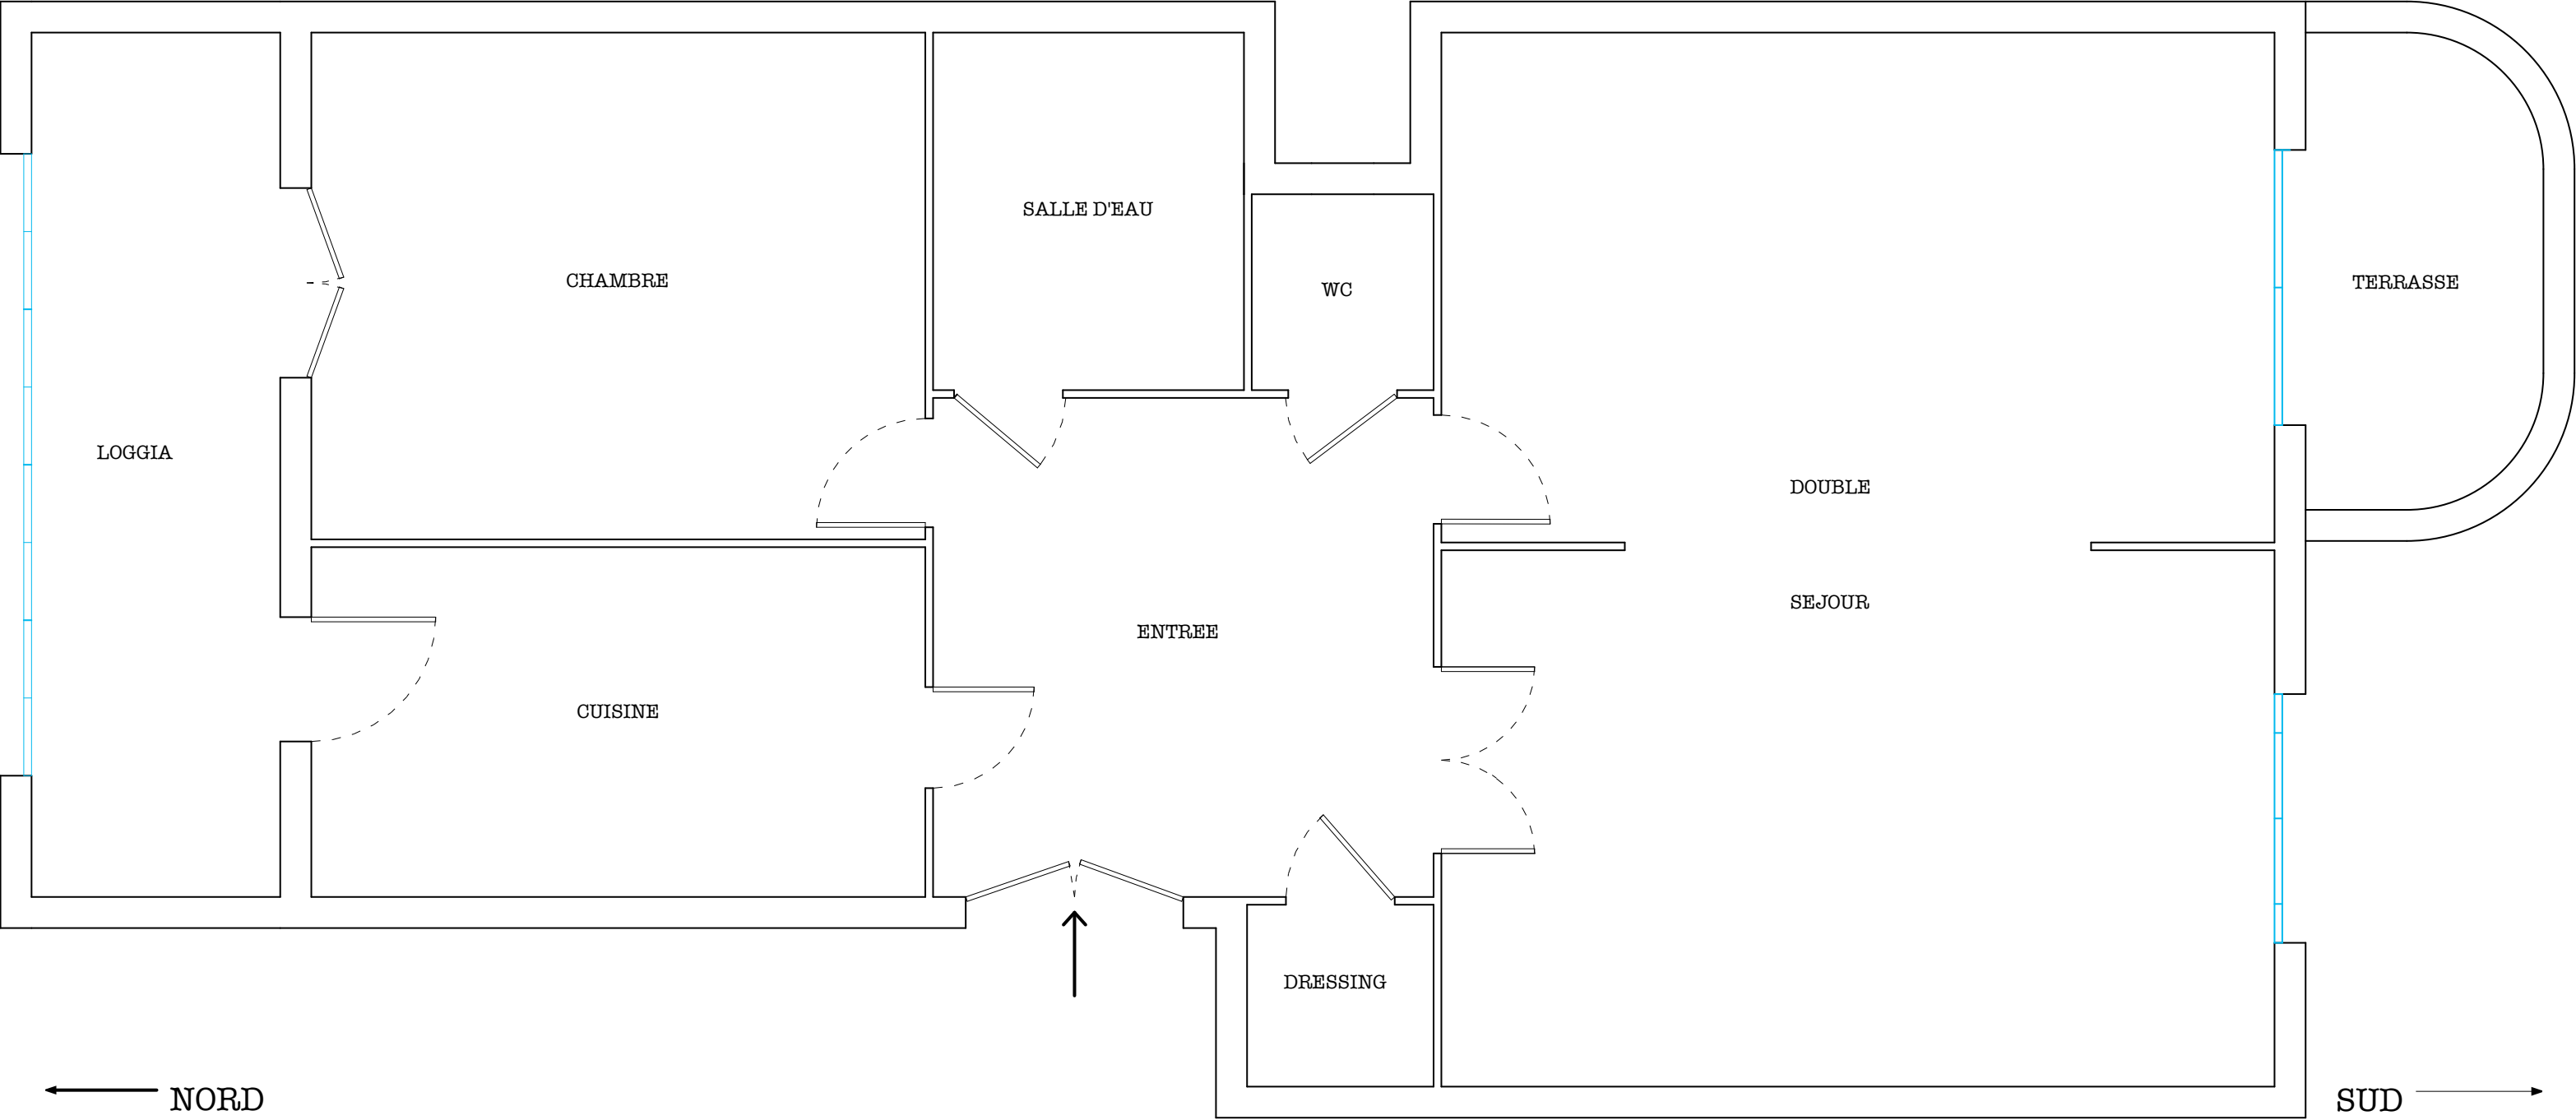 SALLE D'EAU
CHAMBRE
WC
TERRASSE
LOGGIA
DOUBLE
SEJOUR
ENTREE
CUISINE
DRESSING
NORD
SUD